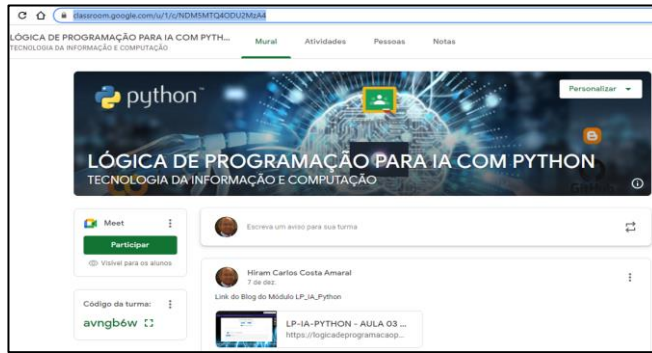 classroom.google.com/u/1/c/NDM5MTQ4ODU2MzA4
LÓGICA DE PROGRAMAÇÃO PARA IA COM PYTH...
TECNOLOGIA DA INFORMAÇÃO E COMPUTAÇÃO
Mural Atividades Pessoas Notas
python
Personalizar
LÓGICA DE PROGRAMAÇÃO PARA IA COM PYTHON
TECNOLOGIA DA INFORMAÇÃO E COMPUTAÇÃO
Meet
Participar
Visível para os alunos
Escreva um aviso para sua turma
Hiram Carlos Costa Amaral
7 de dez.
Link do Blog do Módulo LP_IA_Python
Código da turma:
avngb6w
LP-IA-PYTHON - AULA 03 ...
https://logicadeprogramacaop...